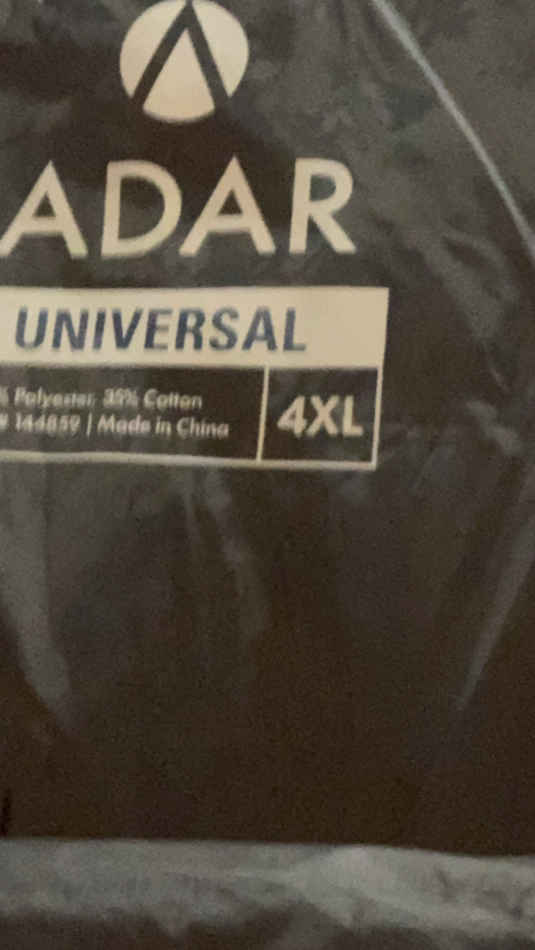 ADAR
UNIVERSAL
% Polyester, 35% Cotton
# 144859 | Made in China
4XL